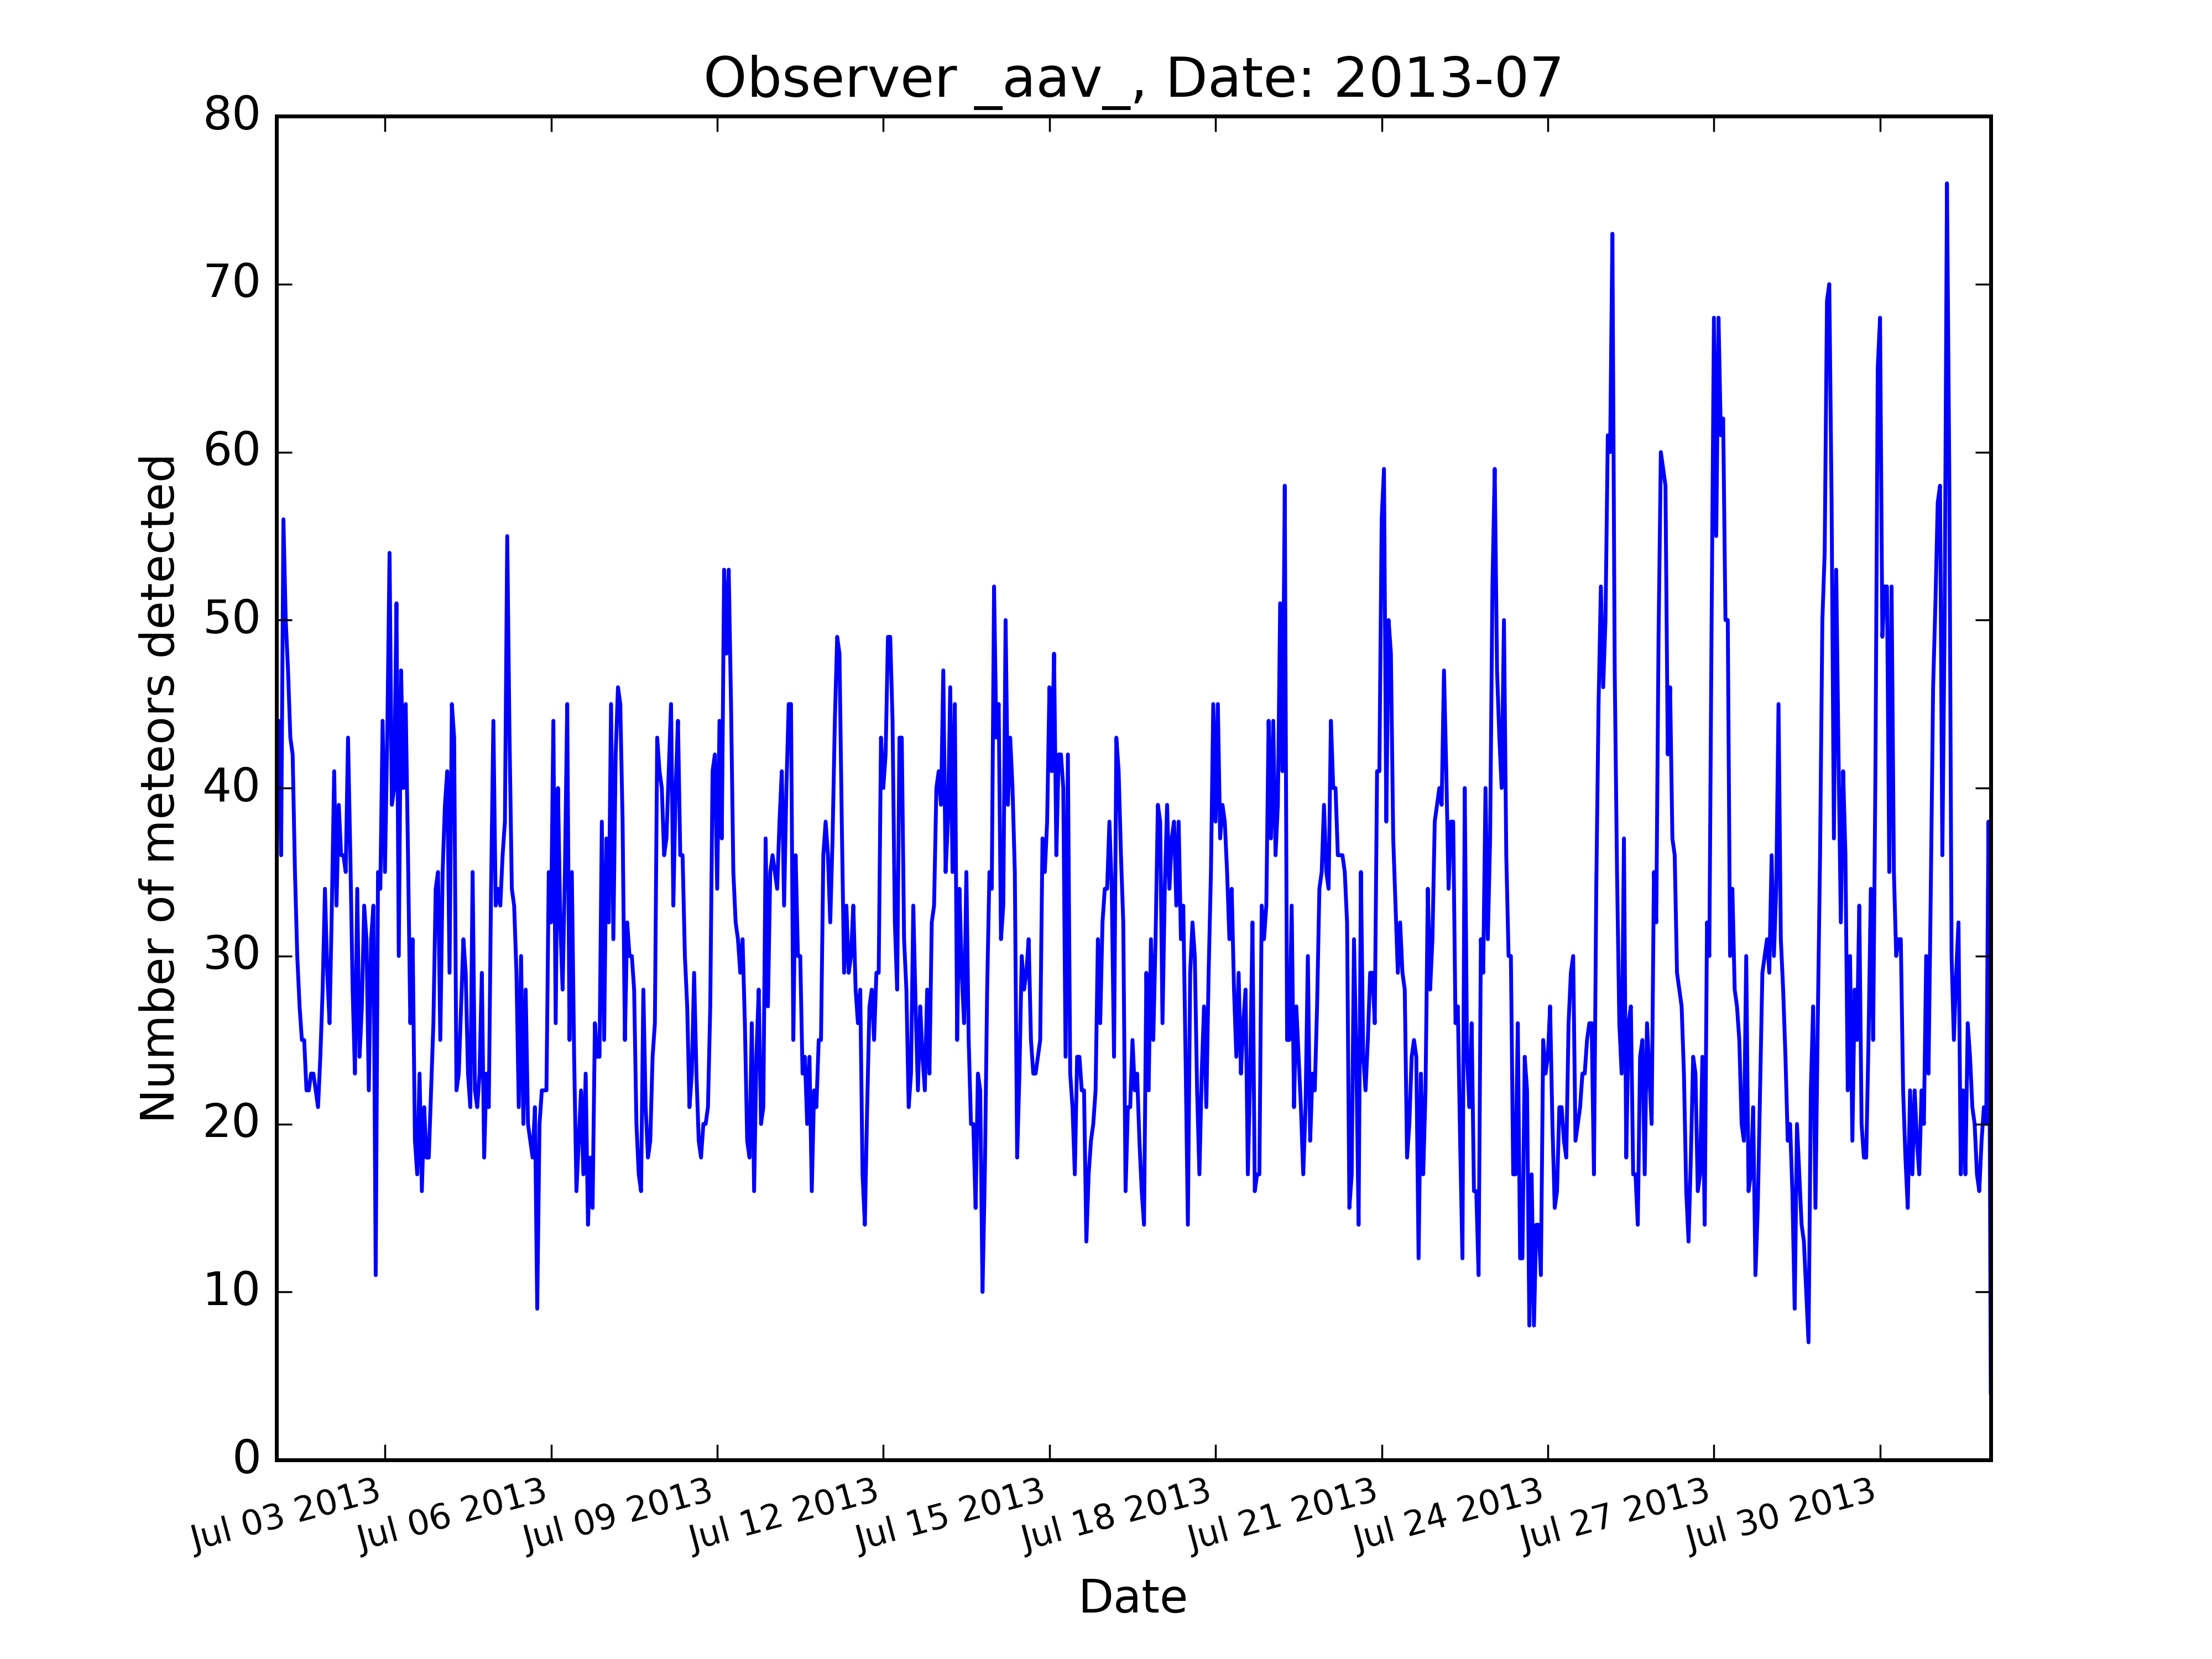 Observer _aav_, Date: 2013-07
Number of meteors detected
80
70
60
50
40
30
20
10
0
Jul 03 2013
Jul 06 2013
Jul 09 2013
Jul 12 2013
Jul 15 2013
Jul 18 2013
Jul 21 2013
Jul 24 2013
Jul 27 2013
Jul 30 2013
Date